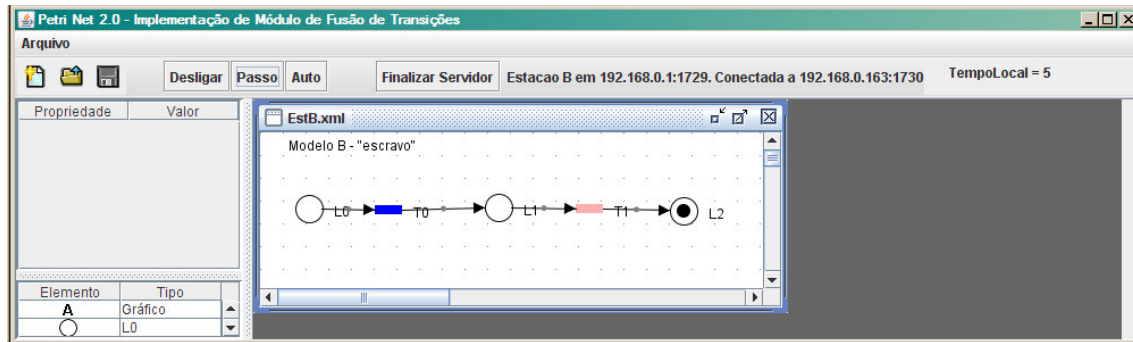 Petri Net 2.0 - Implementação de Módulo de Fusão de Transições
Arquivo
Desligar Passo Auto Finalizar Servidor Estacao B em 192.168.0.1:1729. Conectada a 192.168.0.163:1730 TempoLocal = 5
Propriedade Valor
EstB.xml
Modelo B - "escravo"
L0 T0 L1 T1 L2
Elemento Tipo
A Gráfico
L0